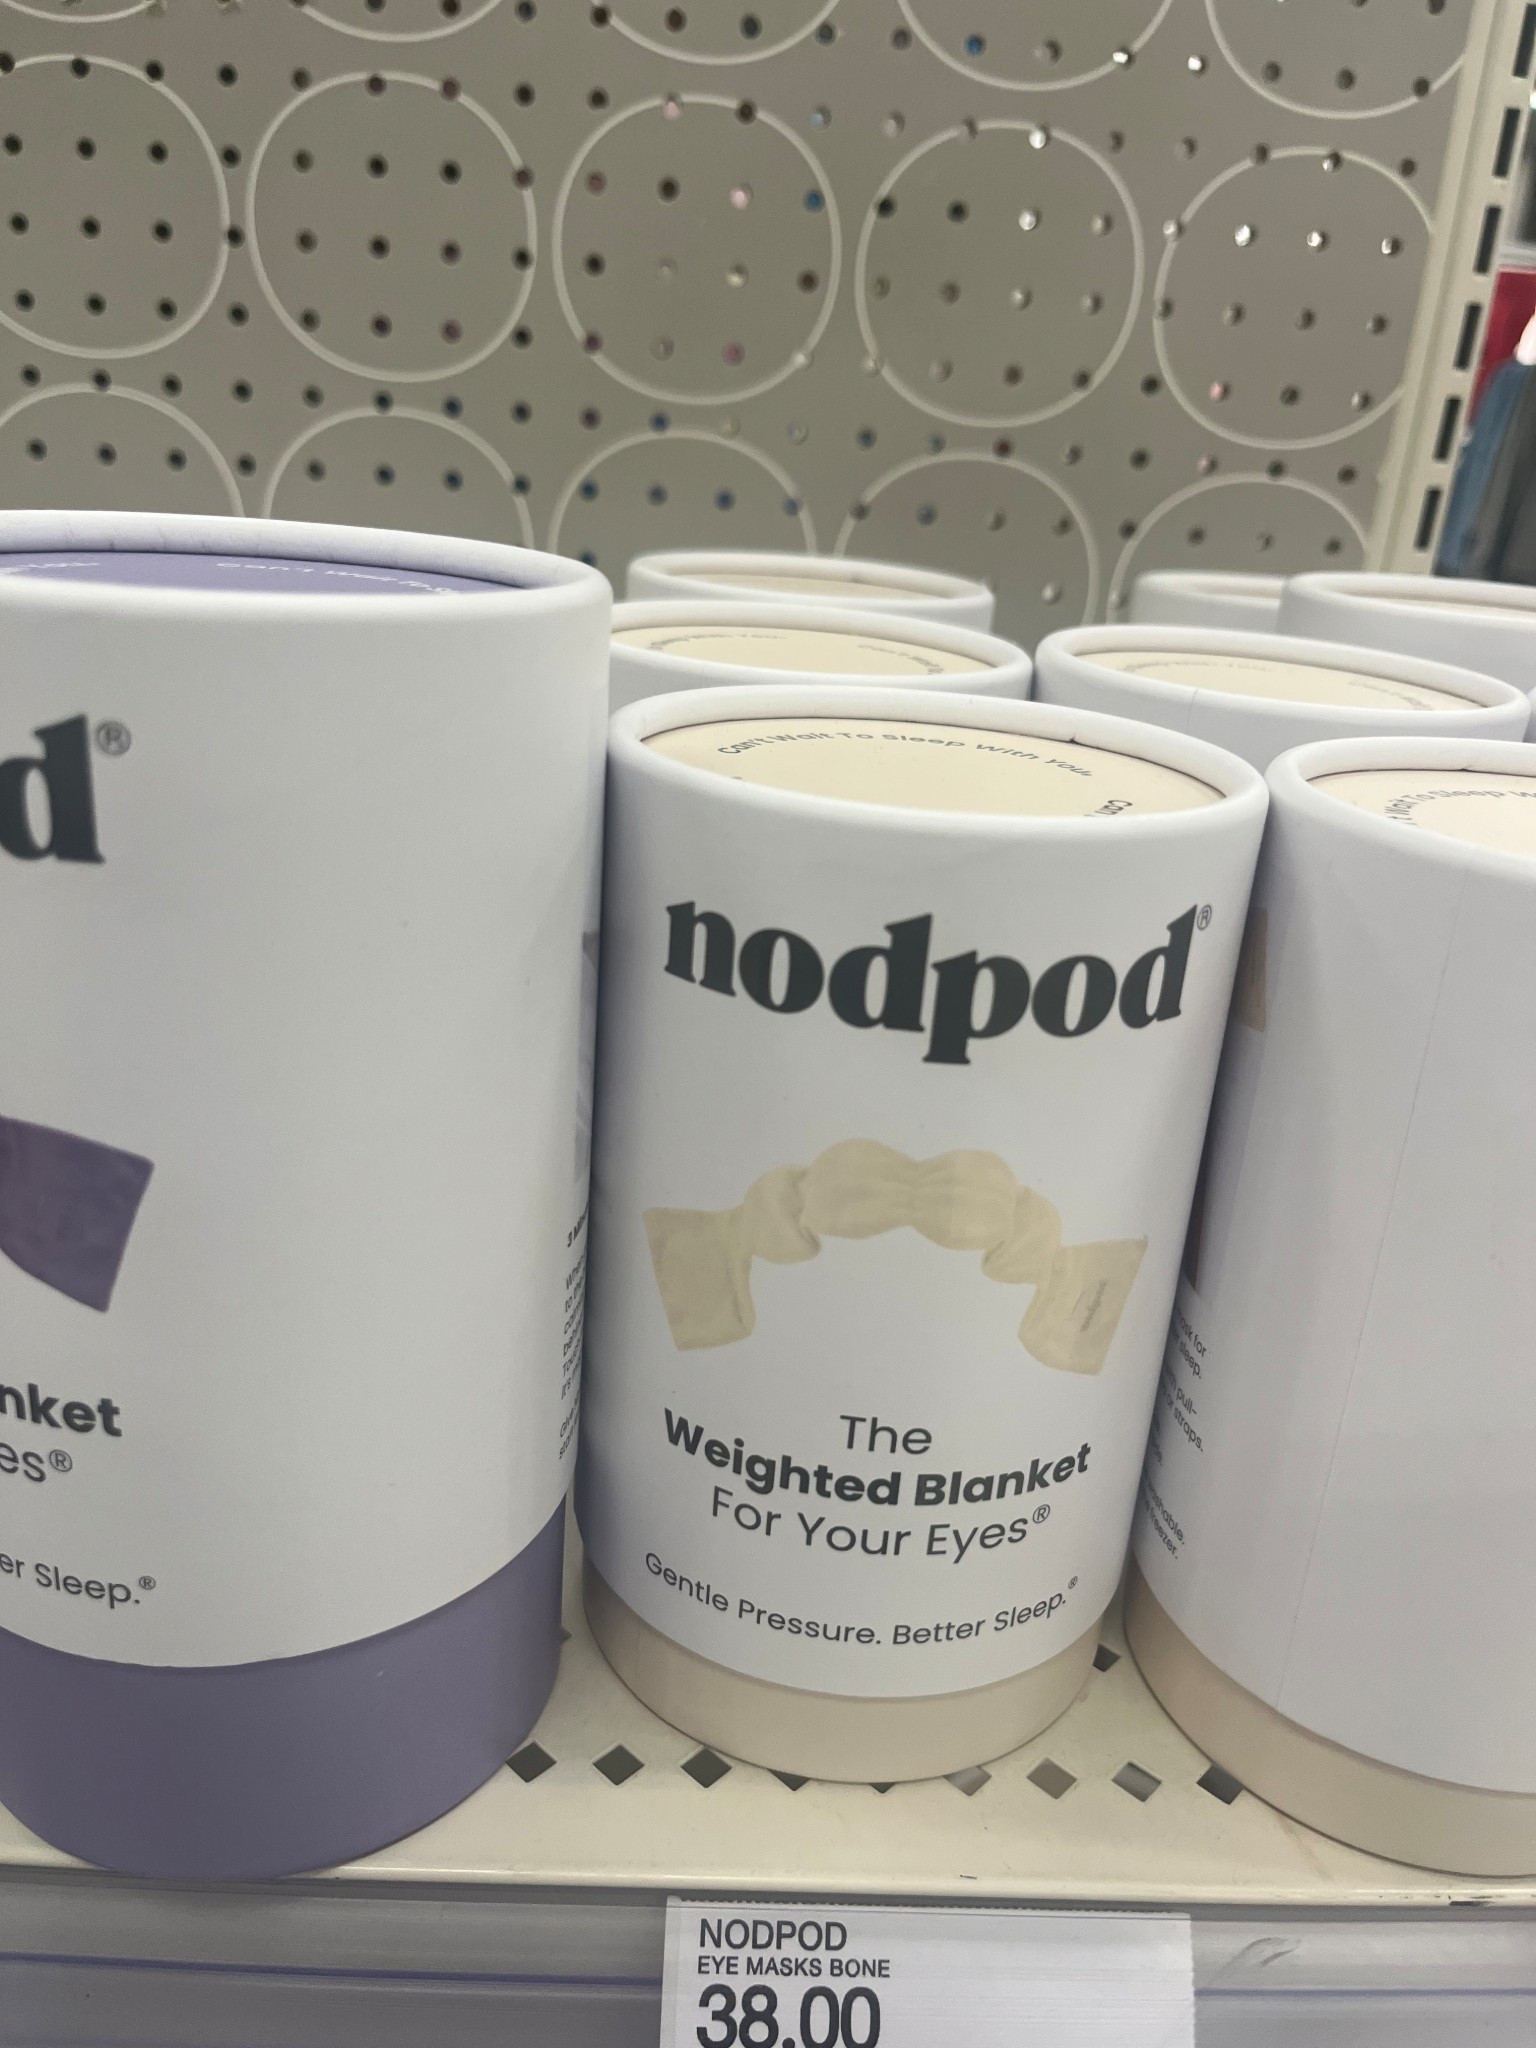 Can't Wait To Sleep With You.
d®
nodpod®
nket
es®
er Sleep.®
The
Weighted Blanket
For Your Eyes®
Gentle Pressure. Better Sleep.®
NODPOD
EYE MASKS BONE
38.00